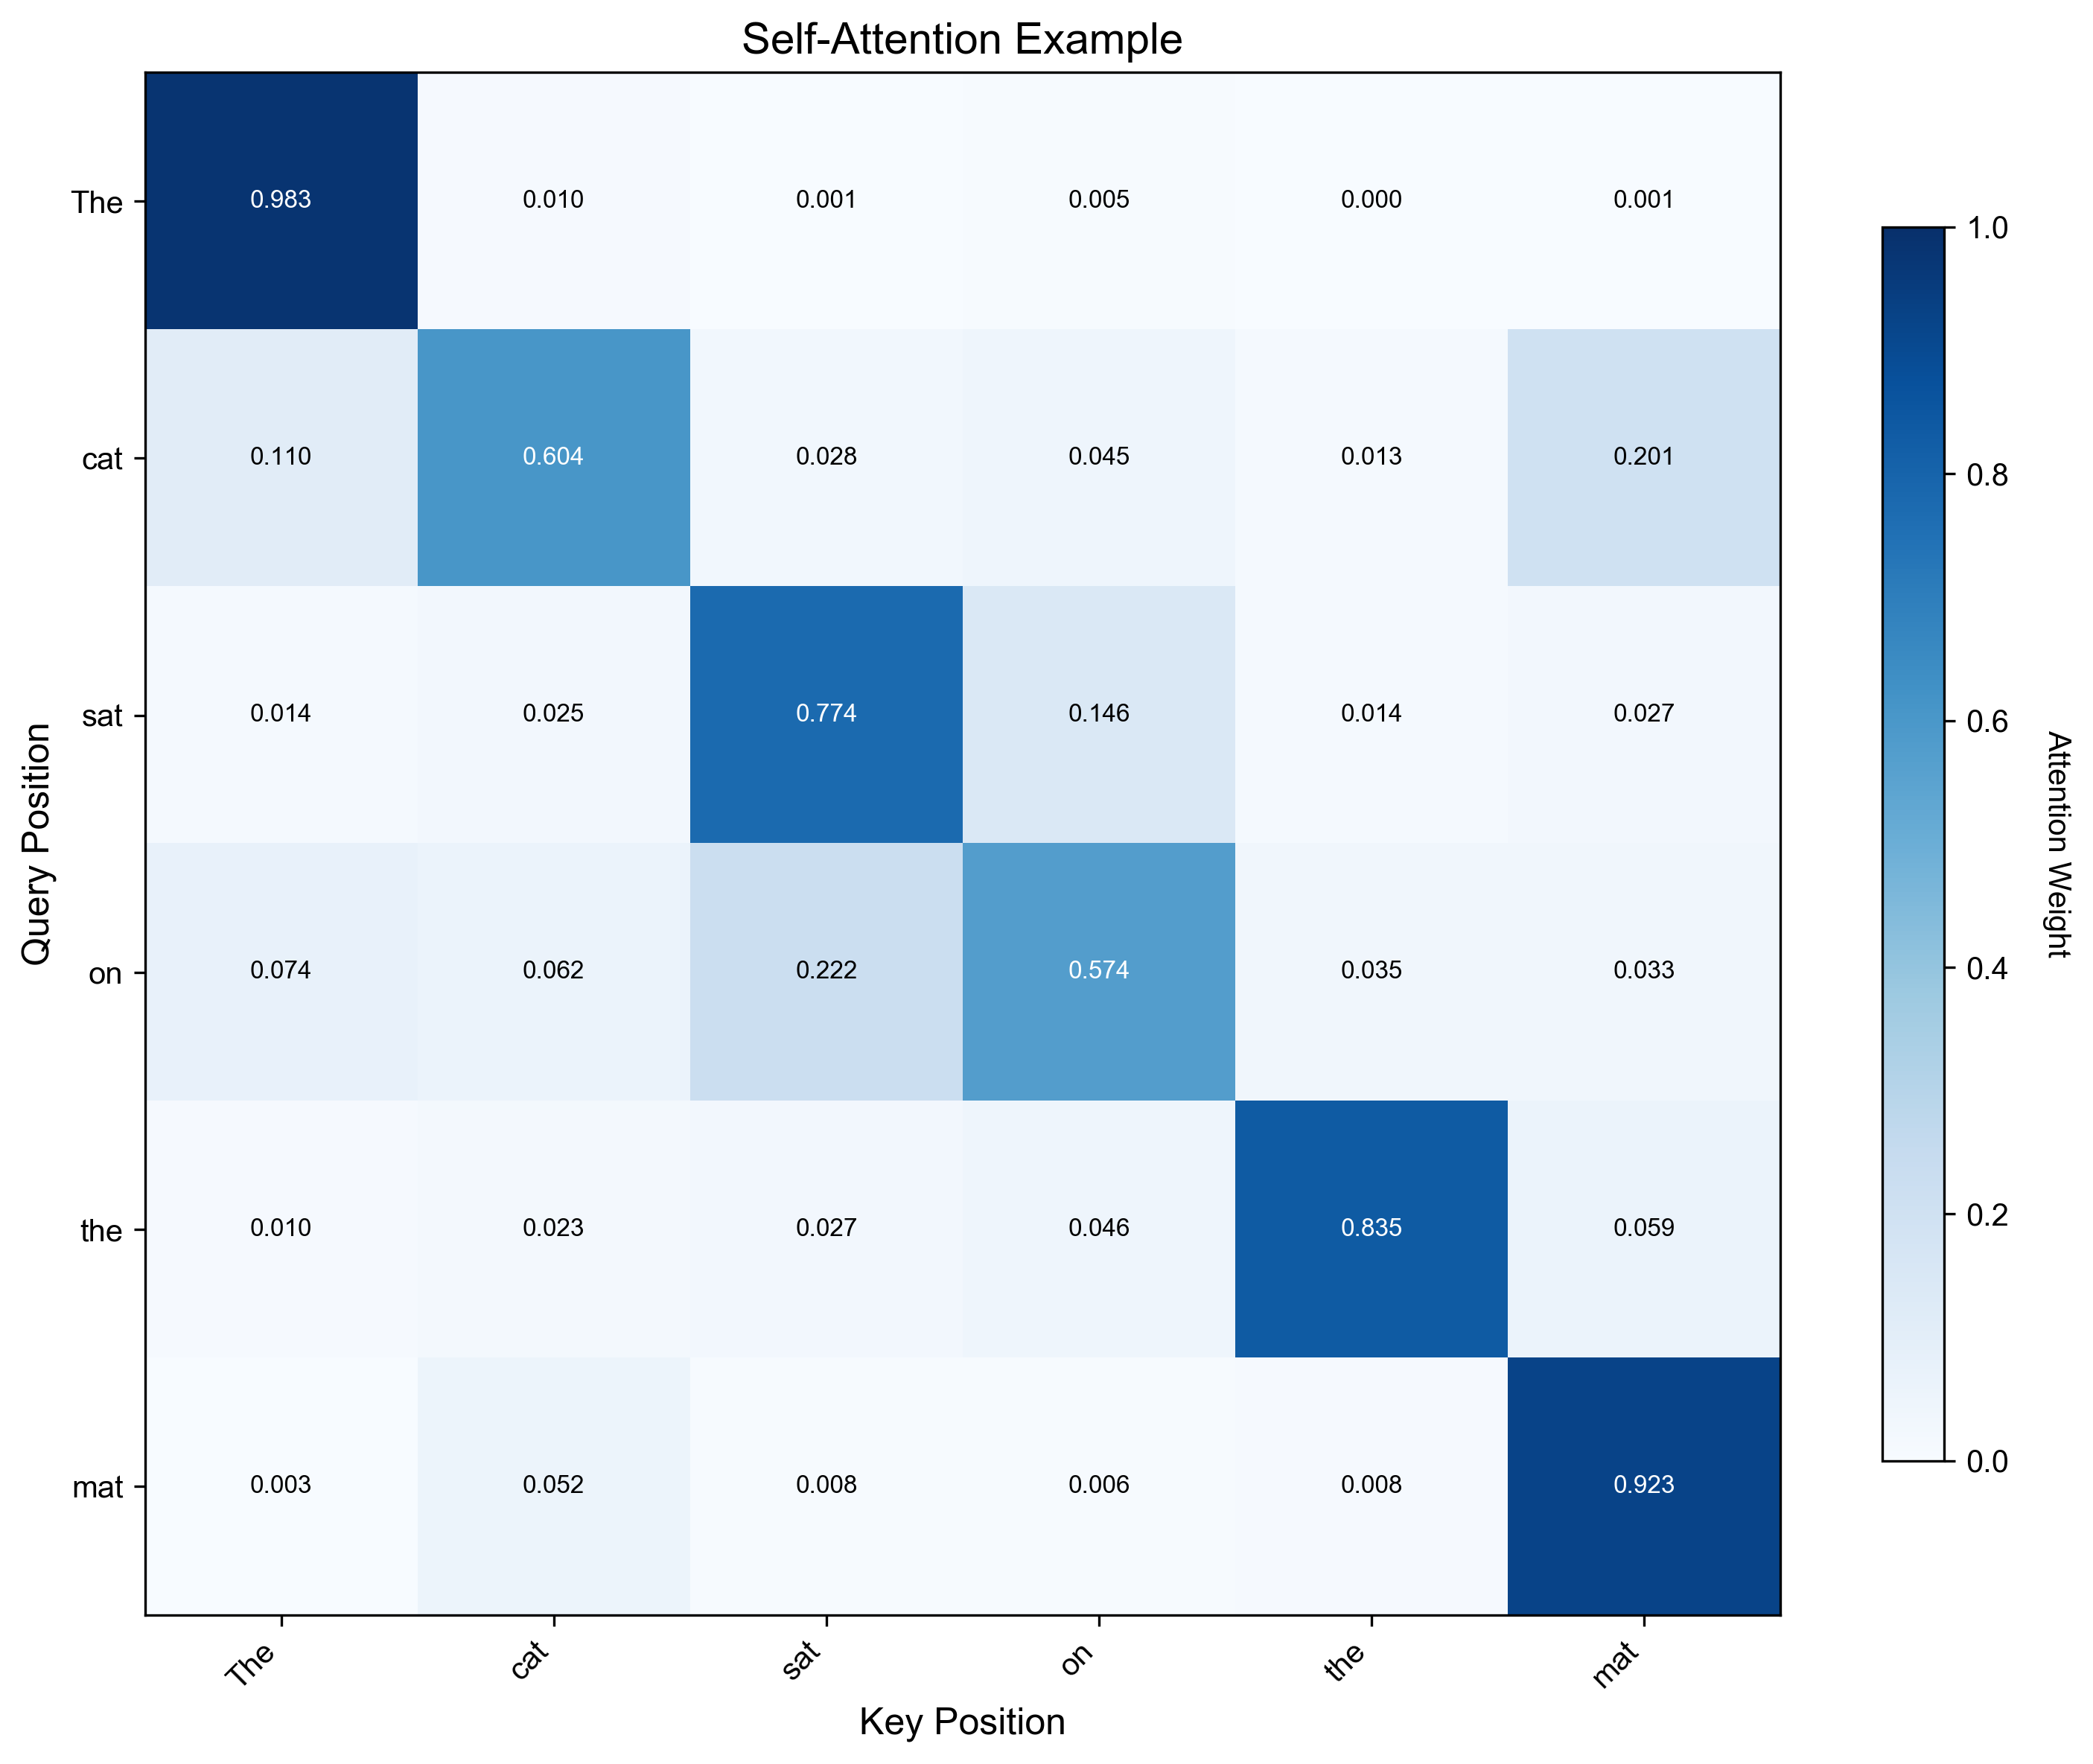 Self-Attention Example
The 0.983 0.010 0.001 0.005 0.000 0.001
cat 0.110 0.604 0.028 0.045 0.013 0.201
sat 0.014 0.025 0.774 0.146 0.014 0.027
on 0.074 0.062 0.222 0.574 0.035 0.033
the 0.010 0.023 0.027 0.046 0.835 0.059
mat 0.003 0.052 0.008 0.006 0.008 0.923
The cat sat on the mat
Key Position
Query Position
1.0
0.8
0.6
0.4
0.2
0.0
Attention Weight